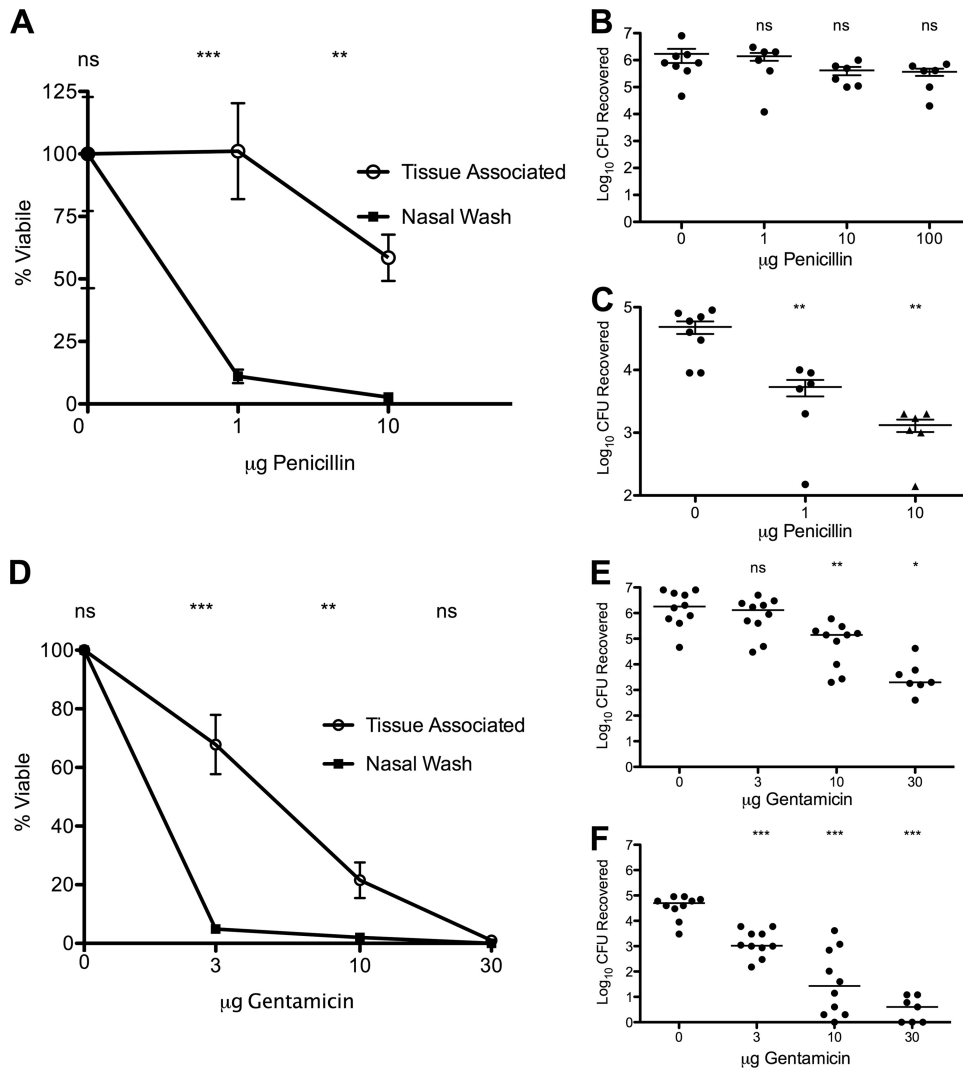 A
ns *** **
125
100
75
50
25
0
% Viabile
Tissue Associated
Nasal Wash
0 1 10
μg Penicillin
B
ns ns ns
7
6
5
4
3
2
1
0
Log10 CFU Recovered
0 1 10 100
μg Penicillin
C
** **
5
4
3
2
Log10 CFU Recovered
0 1 10
μg Penicillin
D
ns *** ** ns
100
80
60
40
20
0
% Viable
Tissue Associated
Nasal Wash
0 3 10 30
μg Gentamicin
E
ns ** *
7
6
5
4
3
2
1
0
Log10 CFU Recovered
0 3 10 30
μg Gentamicin
F
*** *** ***
7
6
5
4
3
2
1
0
Log10 CFU Recovered
0 3 10 30
μg Gentamicin